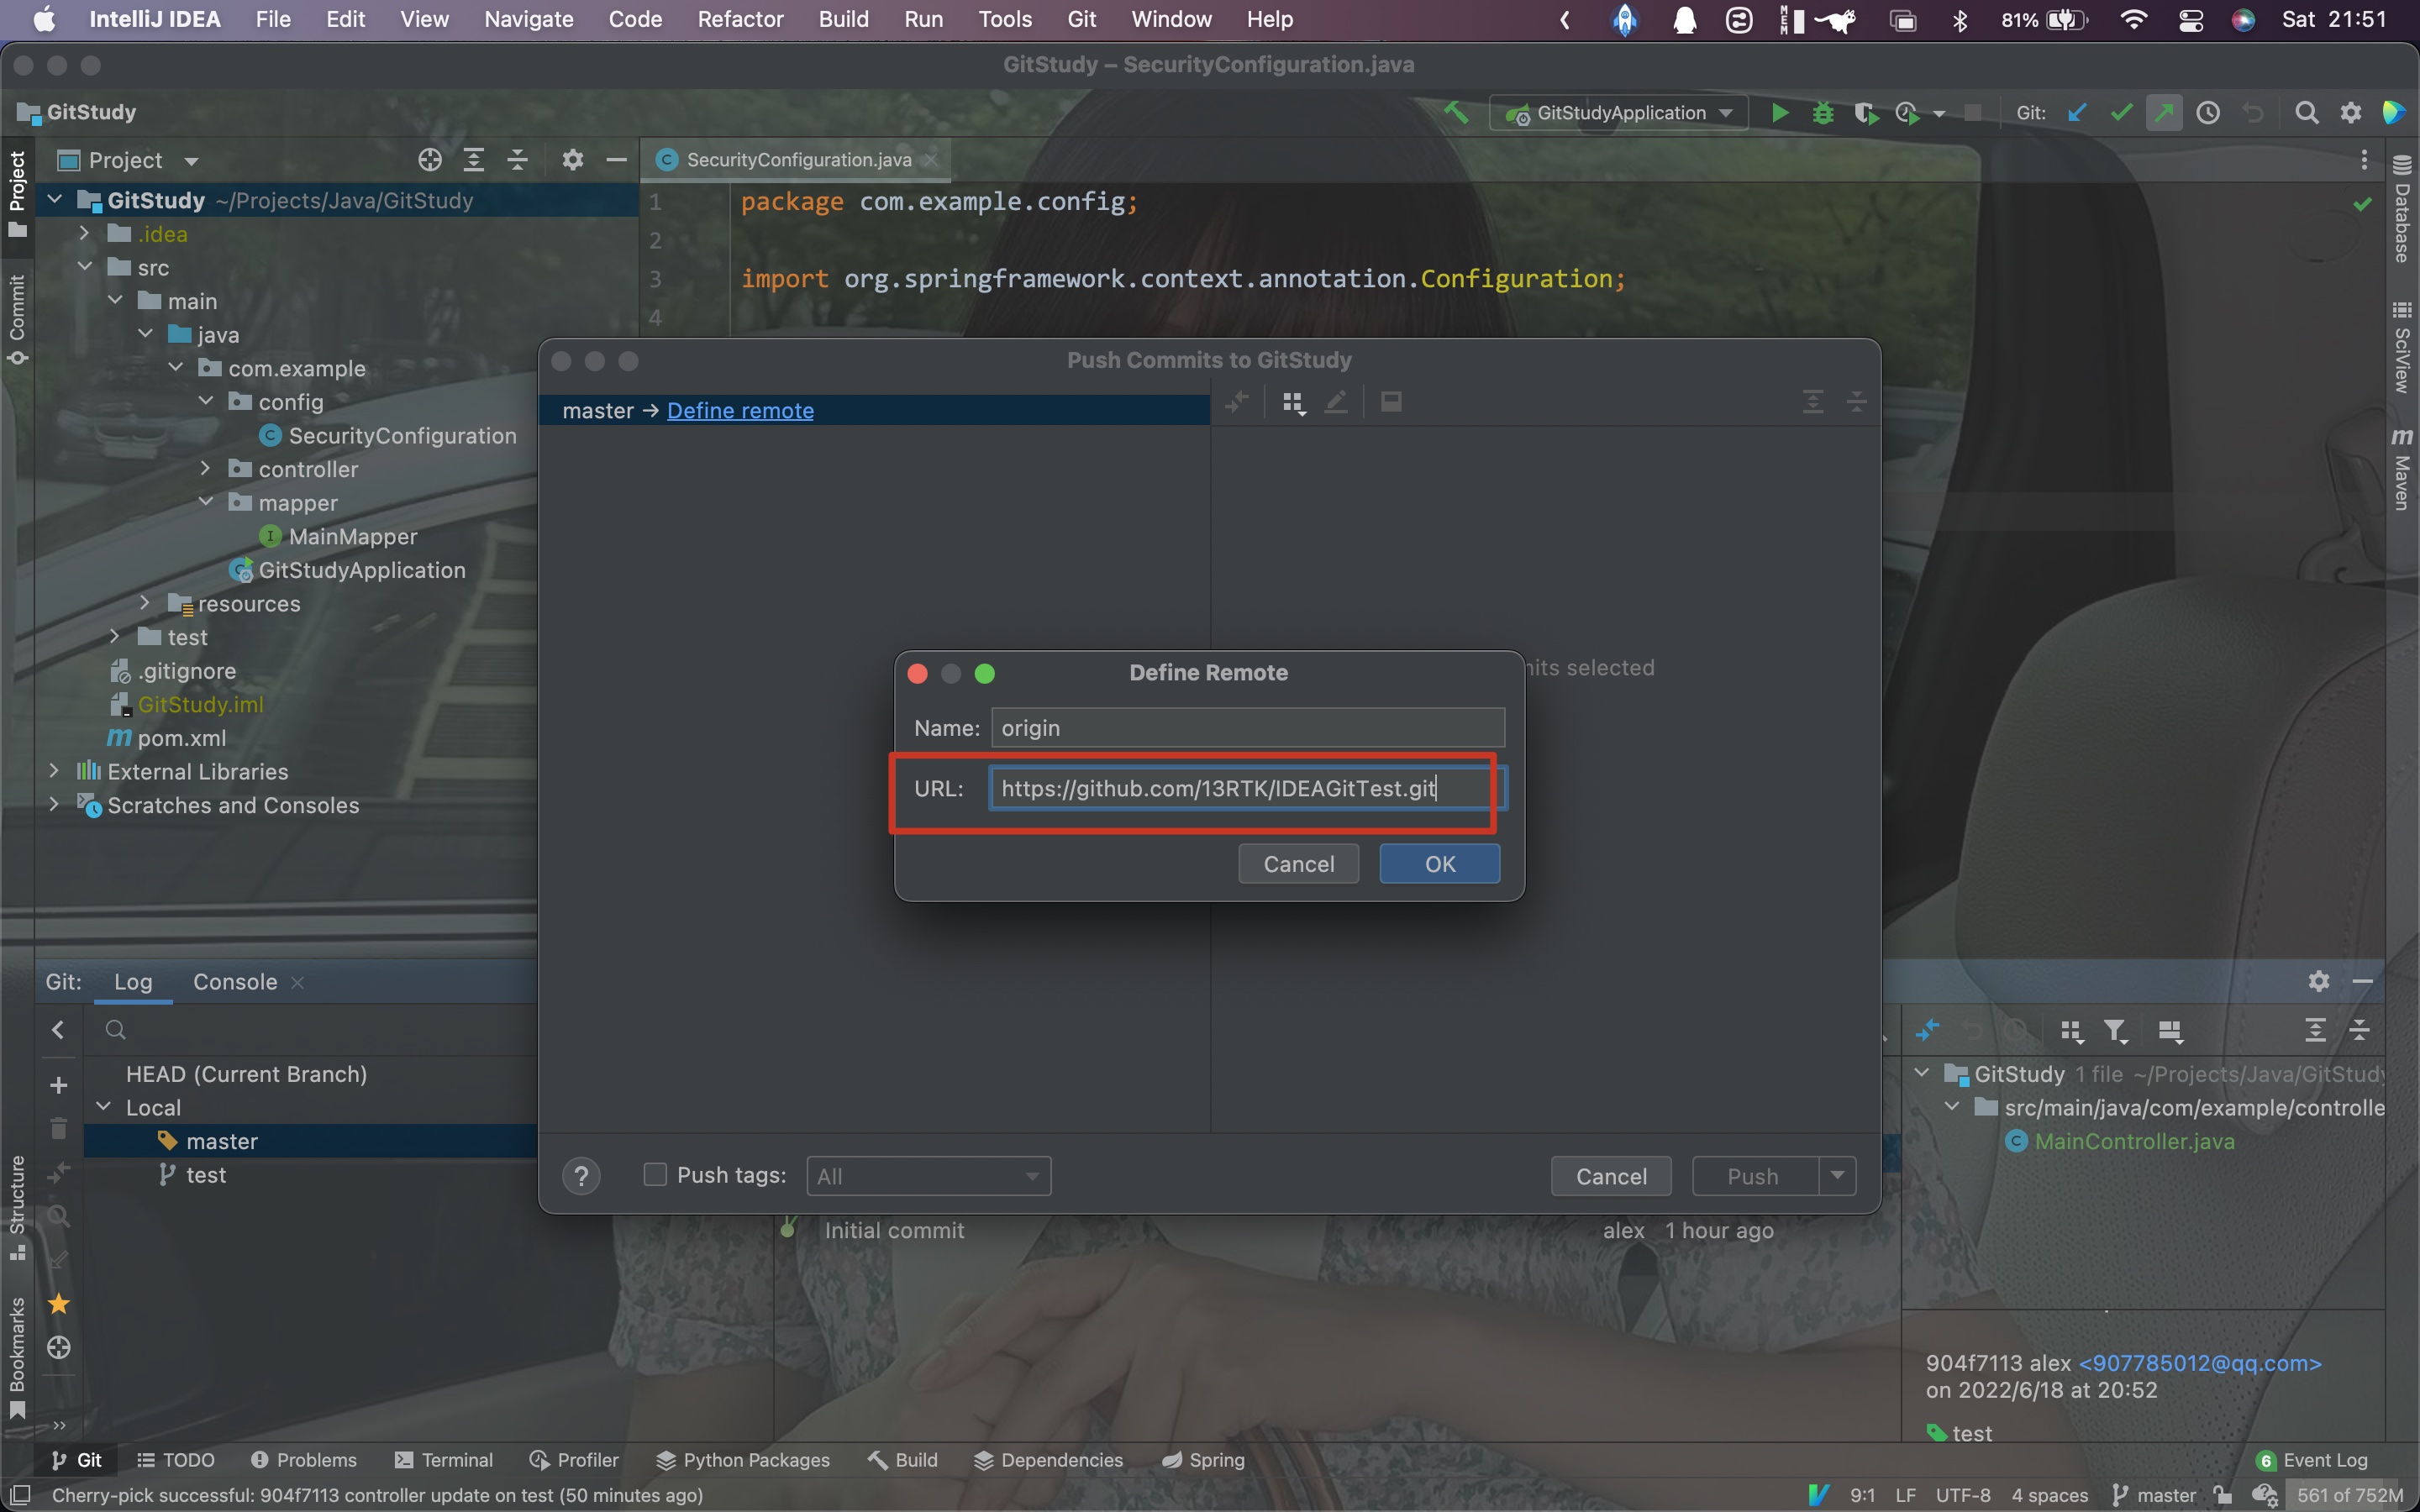 IntelliJ IDEA File Edit View Navigate Code Refactor Build Run Tools Git Window Help MEM 81% Sat 21:51
GitStudy – SecurityConfiguration.java
GitStudy GitStudyApplication Git:
Project SecurityConfiguration.java
Project
Commit
Structure
Bookmarks
GitStudy ~/Projects/Java/GitStudy
.idea
src
main
java
com.example
config
SecurityConfiguration
controller
mapper
MainMapper
GitStudyApplication
resources
test
.gitignore
GitStudy.iml
pom.xml
External Libraries
Scratches and Consoles
1 package com.example.config;
2
3 import org.springframework.context.annotation.Configuration;
4
Database
SciView
Maven
Push Commits to GitStudy
master → Define remote
nits selected
Define Remote
Name: origin
URL: https://github.com/13RTK/IDEAGitTest.git
Cancel OK
? Push tags: All Cancel Push
Git: Log Console
HEAD (Current Branch)
Local
master
test
Initial commit alex 1 hour ago
GitStudy 1 file ~/Projects/Java/GitStudy
src/main/java/com/example/controlle
MainController.java
904f7113 alex <907785012@qq.com>
on 2022/6/18 at 20:52
test
Git TODO Problems Terminal Profiler Python Packages Build Dependencies Spring 6 Event Log
Cherry-pick successful: 904f7113 controller update on test (50 minutes ago) 9:1 LF UTF-8 4 spaces master 561 of 752M